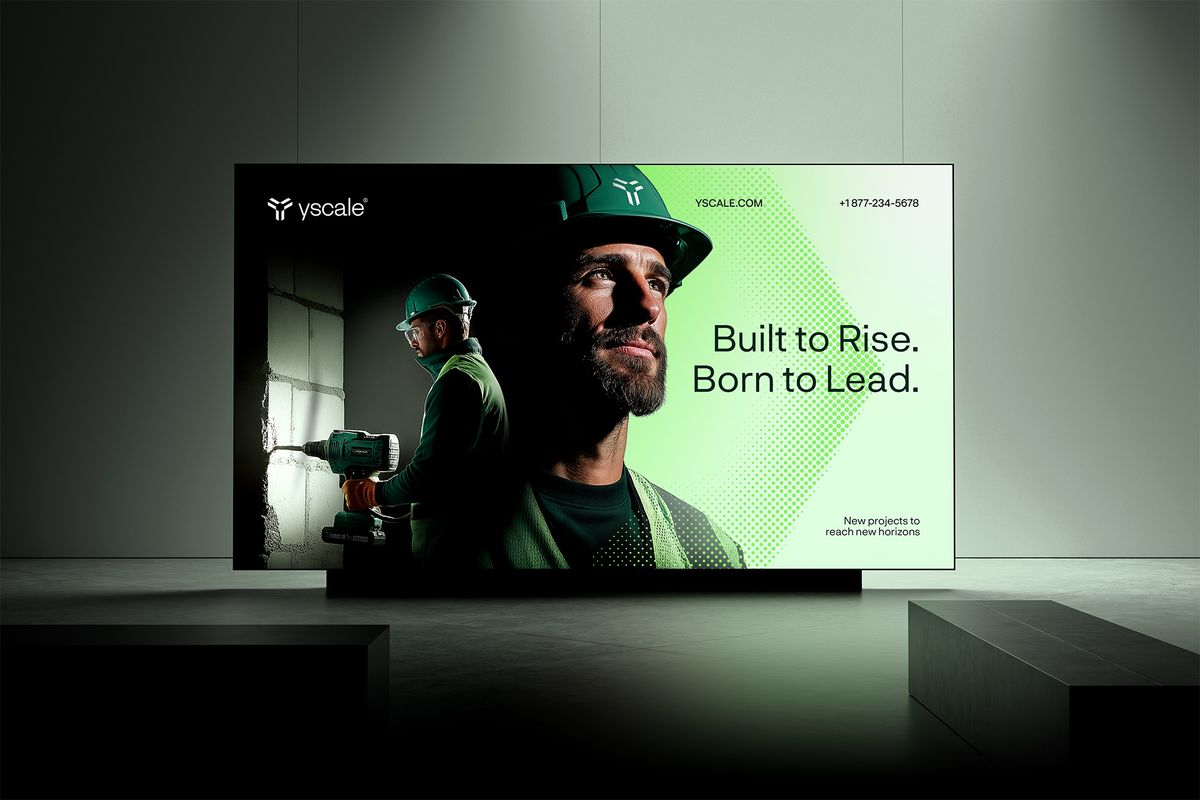 yscale®
YSCALE.COM
+1 877-234-5678
Built to Rise.
Born to Lead.
New projects to
reach new horizons